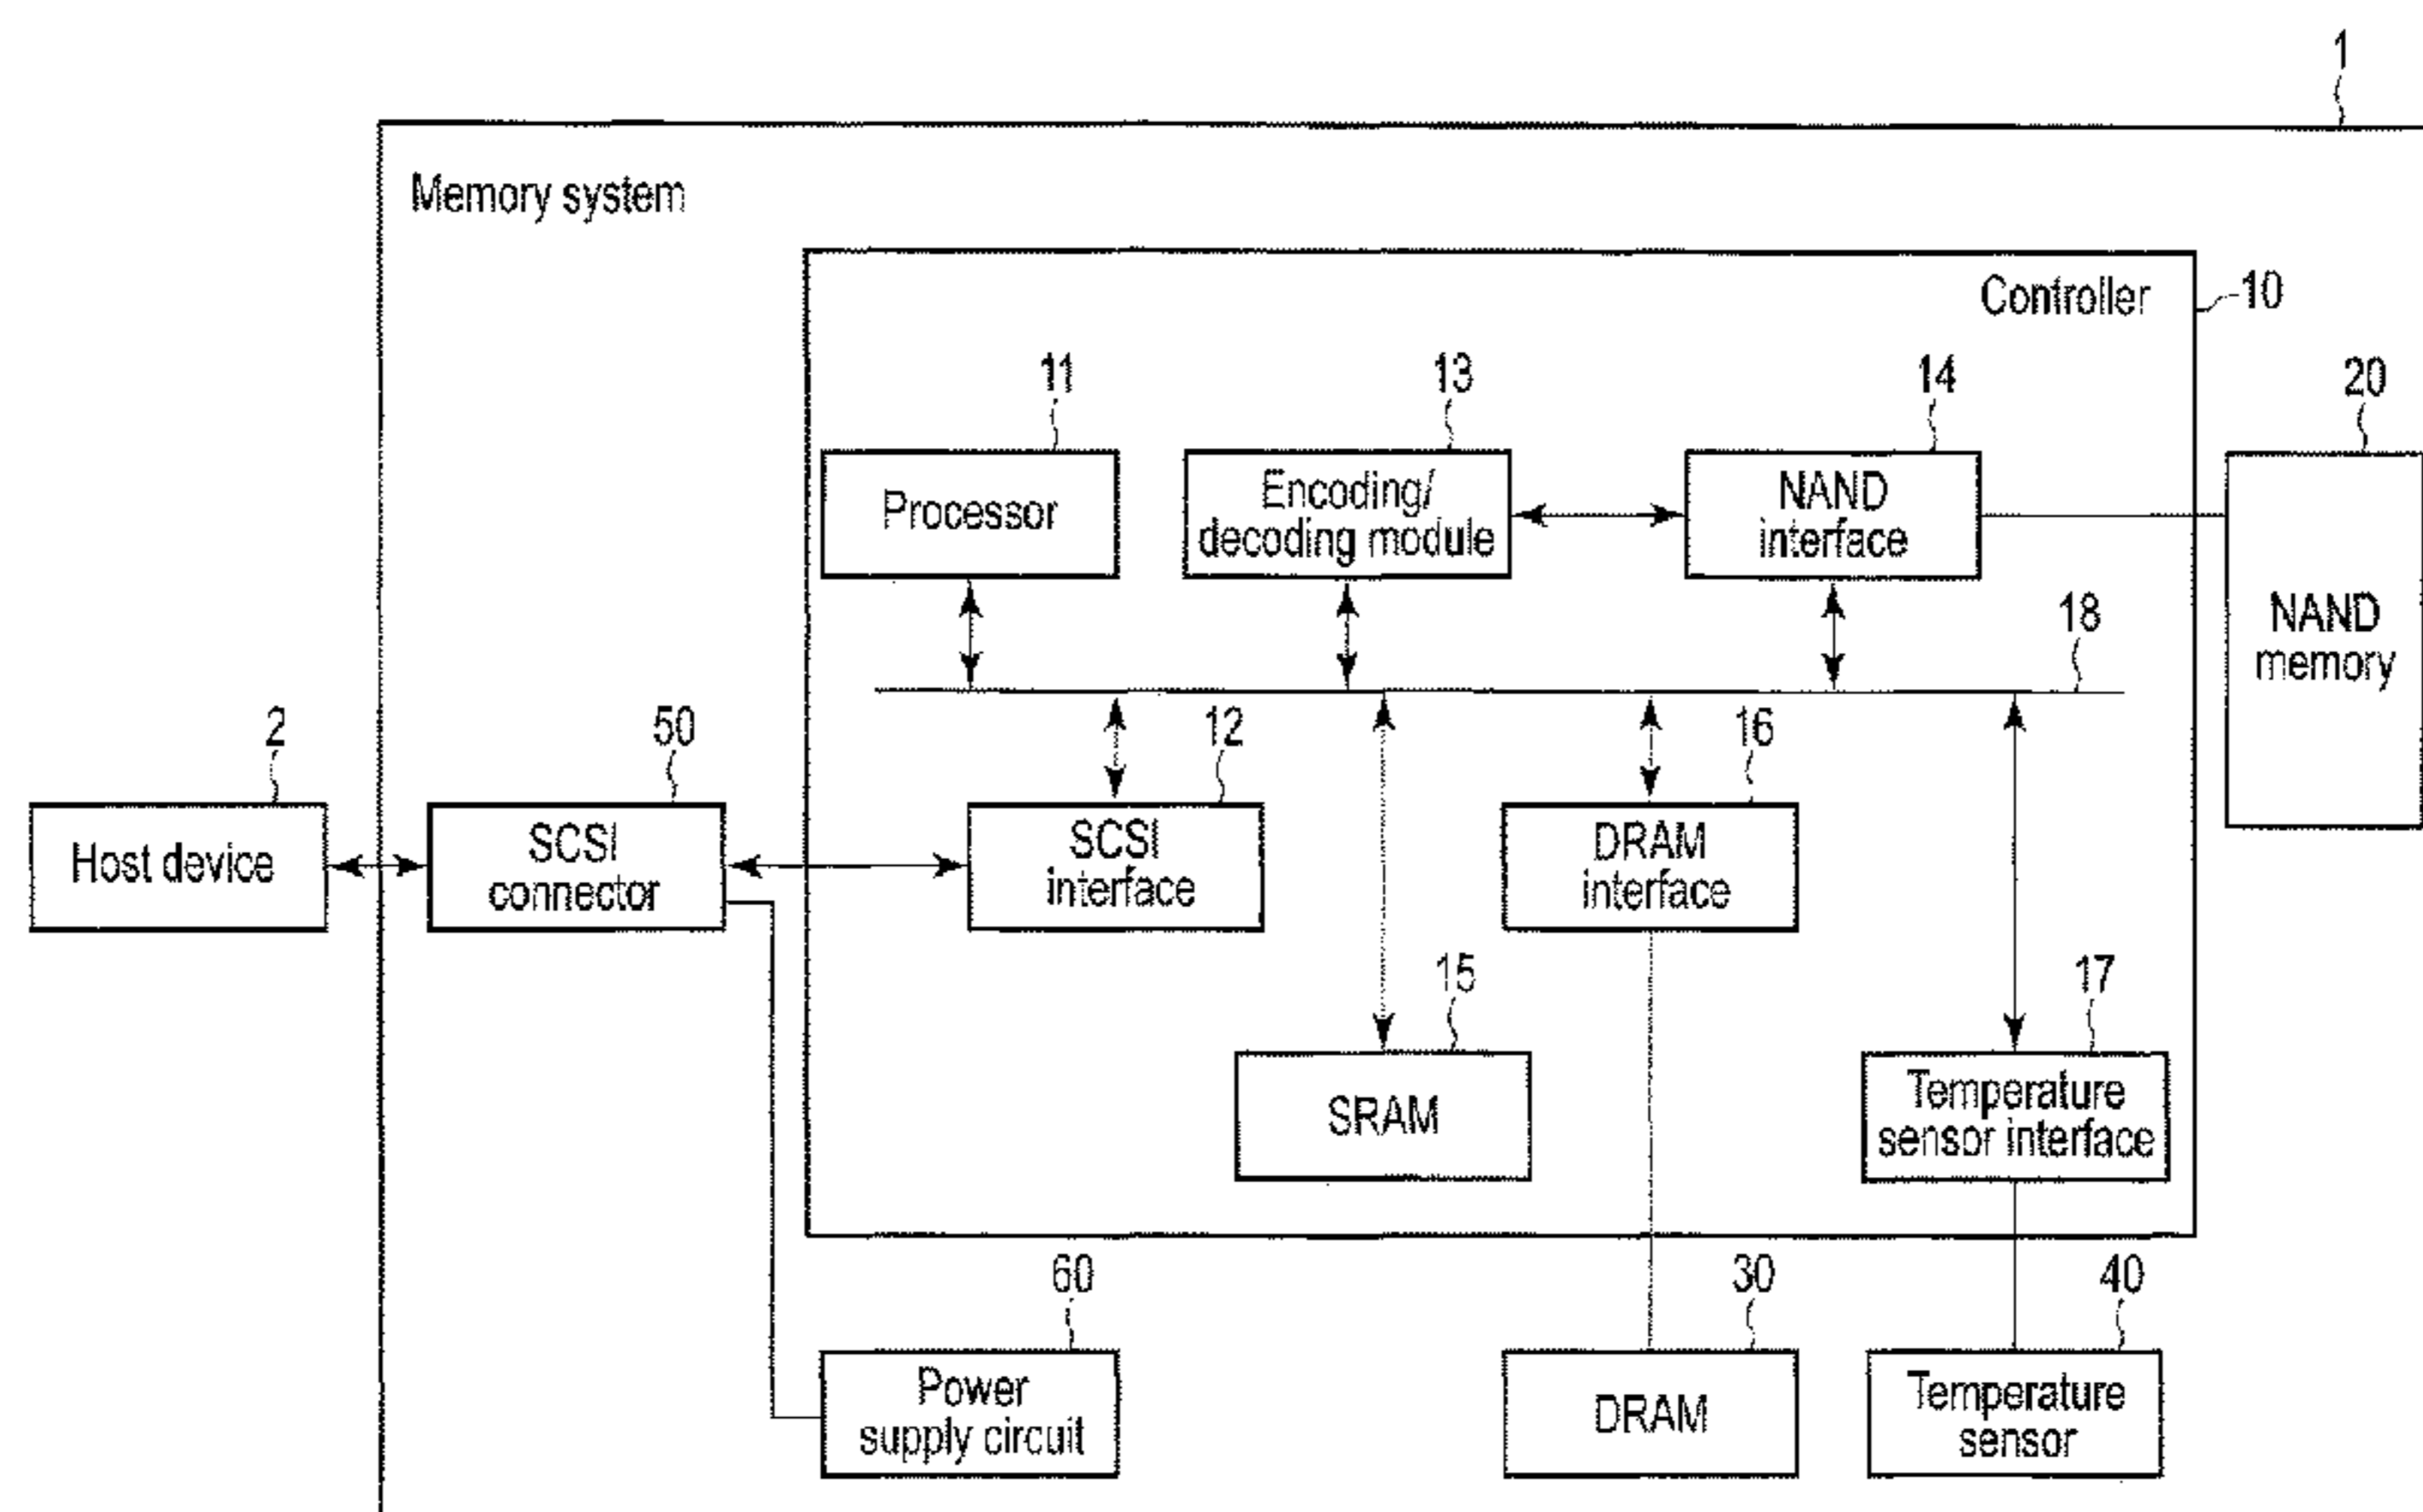 1
Memory system
Controller
10
11
13
14
20
Processor
Encoding/
decoding module
NAND
interface
NAND
memory
18
2
50
12
16
Host device
SCSI
connector
SCSI
interface
DRAM
interface
15
17
SRAM
Temperature
sensor interface
60
30
40
Power
supply circuit
DRAM
Temperature
sensor